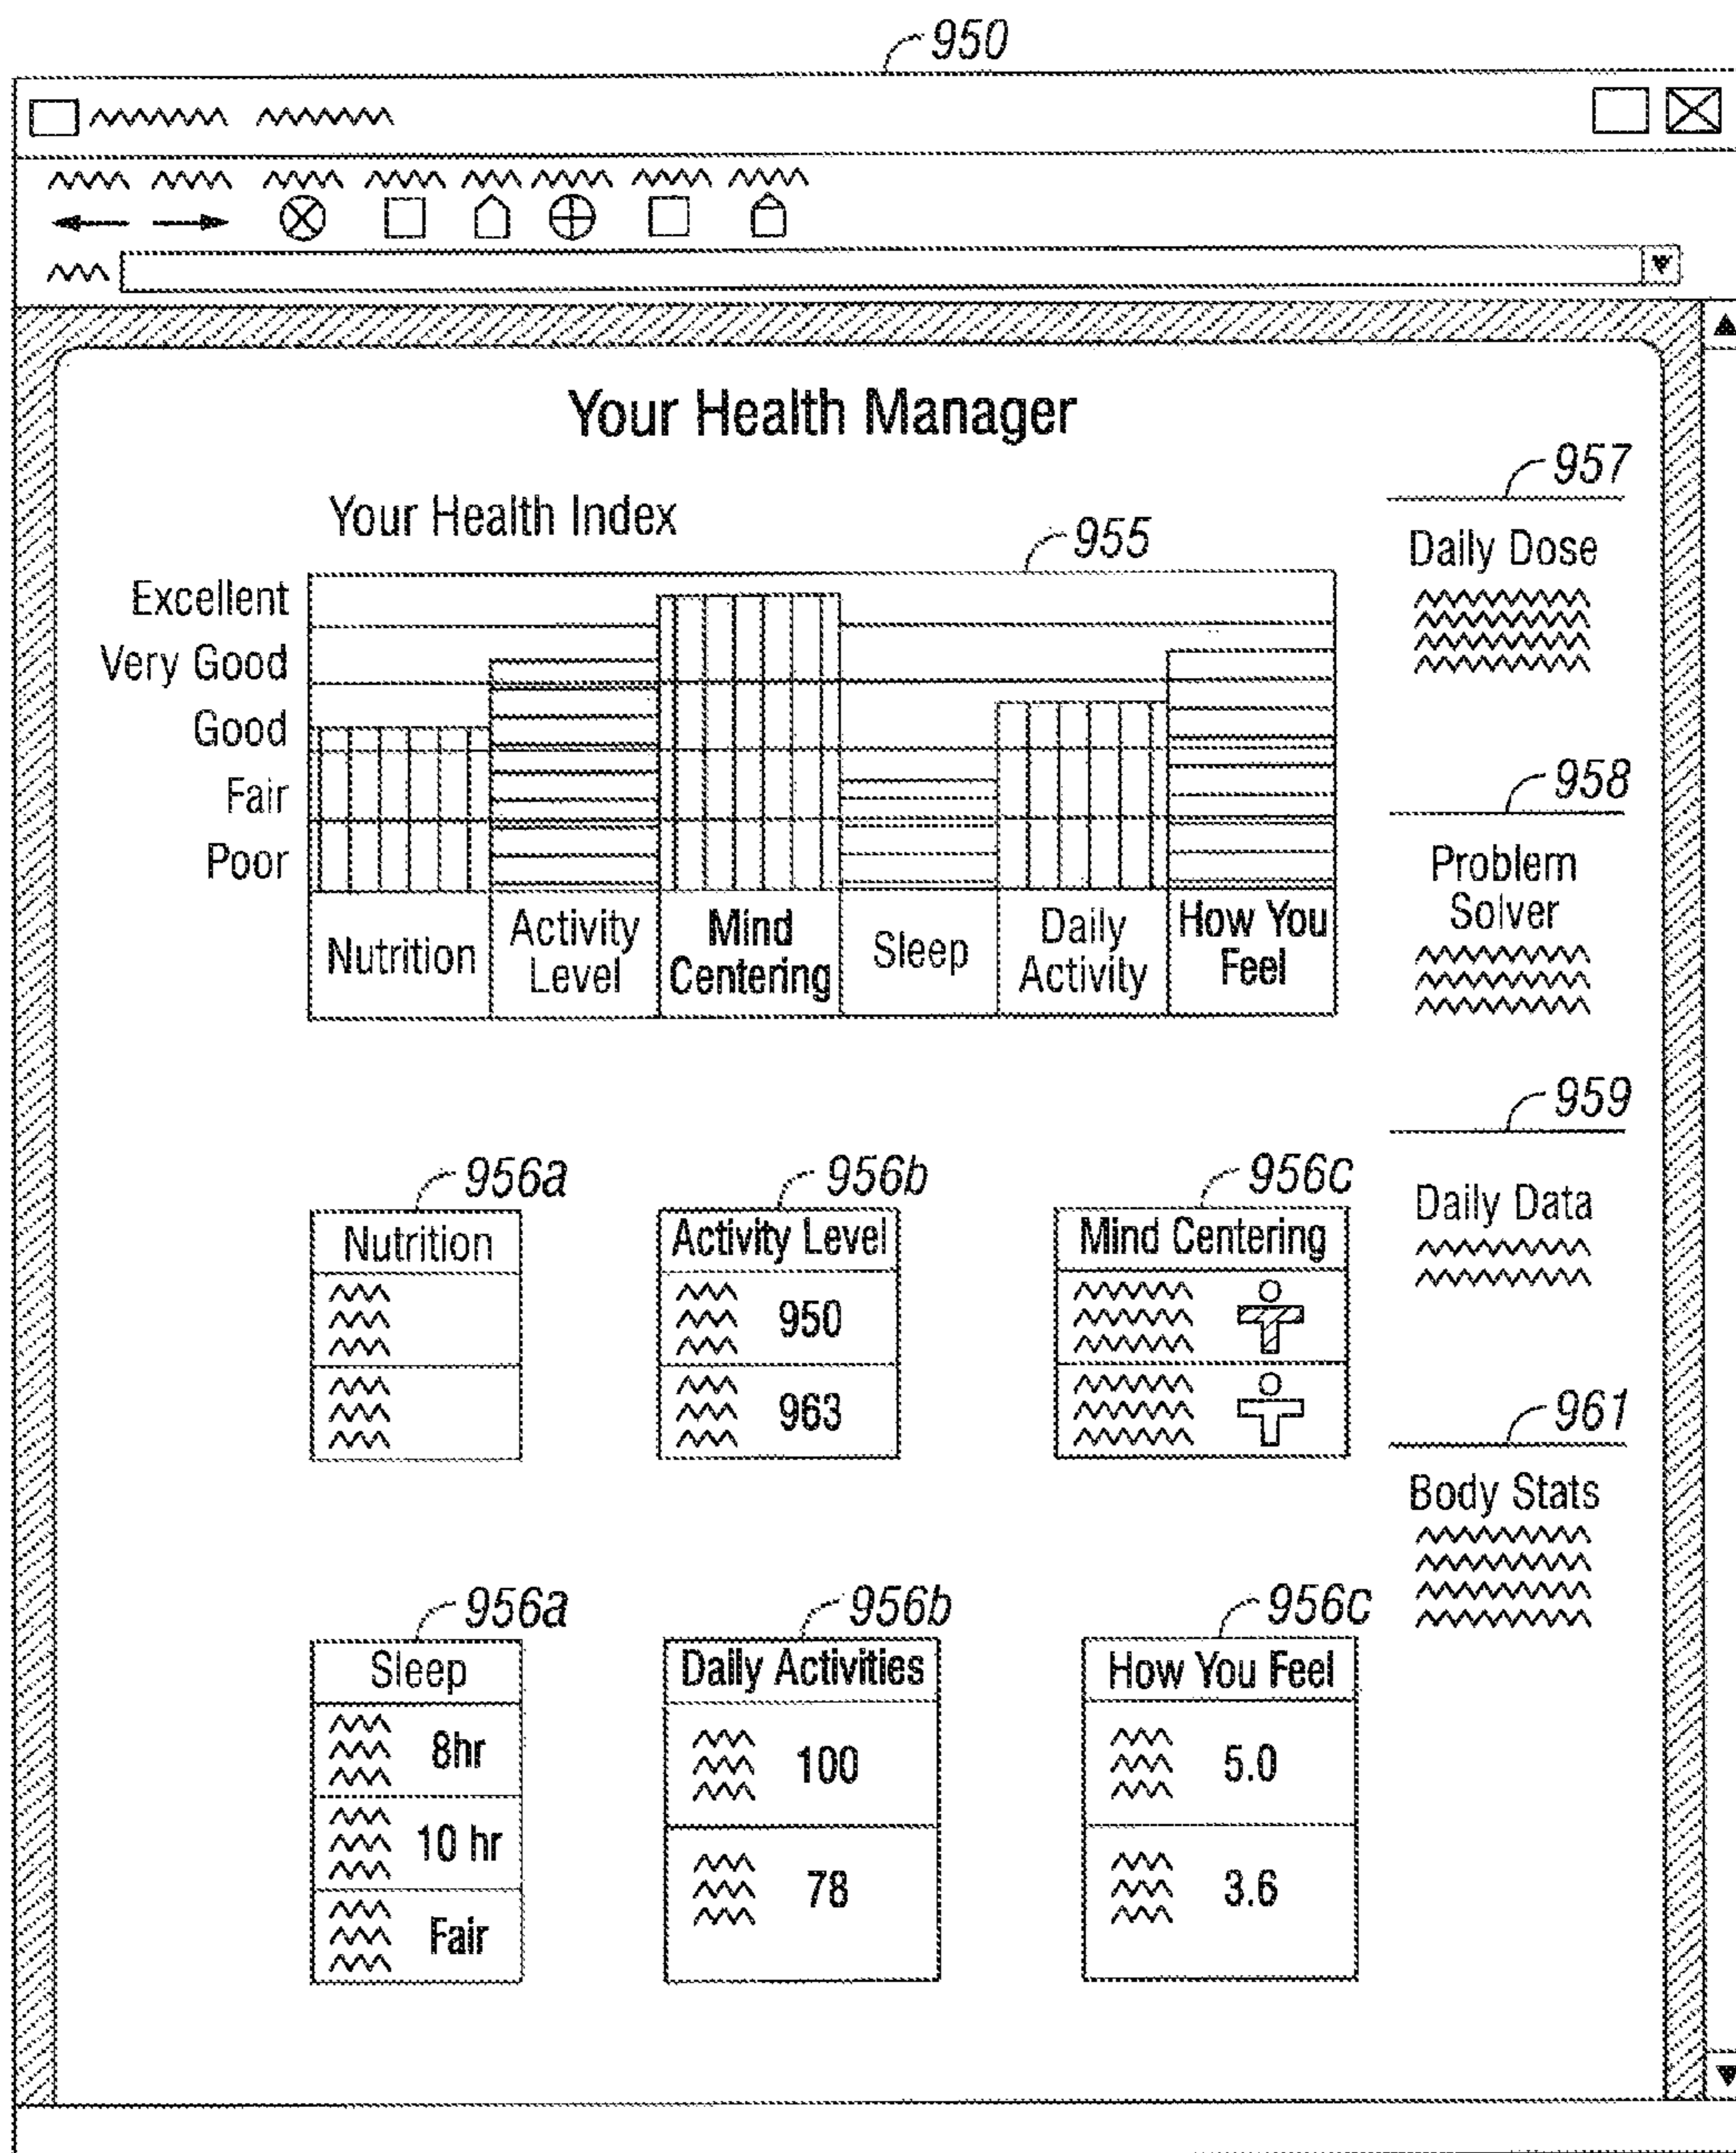 950
Your Health Manager
957
Your Health Index
955
Daily Dose
Excellent
Very Good
Good
Fair
Poor
Nutrition
Activity
Level
Mind
Centering
Sleep
Daily
Activity
How You
Feel
958
Problem
Solver
959
Daily Data
956a
Nutrition
956b
Activity Level
950
963
956c
Mind Centering
961
Body Stats
956a
Sleep
8hr
10 hr
Fair
956b
Daily Activities
100
78
956c
How You Feel
5.0
3.6